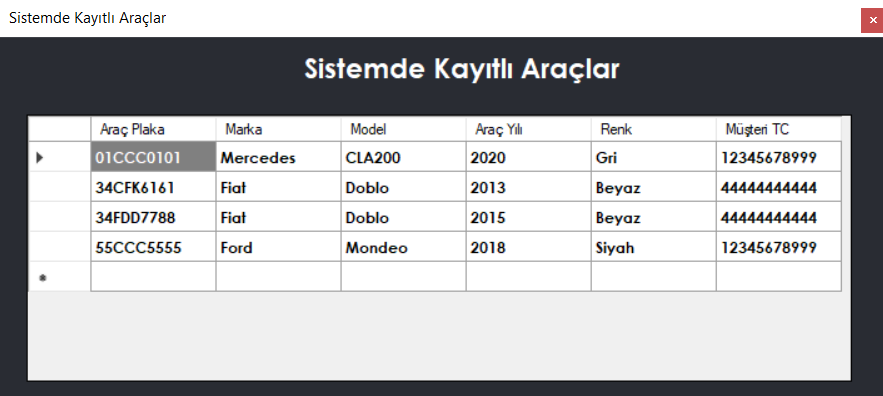 Sistemde Kayıtlı Araçlar
Sistemde Kayıtlı Araçlar
Araç Plaka Marka Model Araç Yılı Renk Müşteri TC
01CCC0101 Mercedes CLA200 2020 Gri 12345678999
34CFK6161 Fiat Doblo 2013 Beyaz 44444444444
34FDD7788 Fiat Doblo 2015 Beyaz 44444444444
55CCC5555 Ford Mondeo 2018 Siyah 12345678999